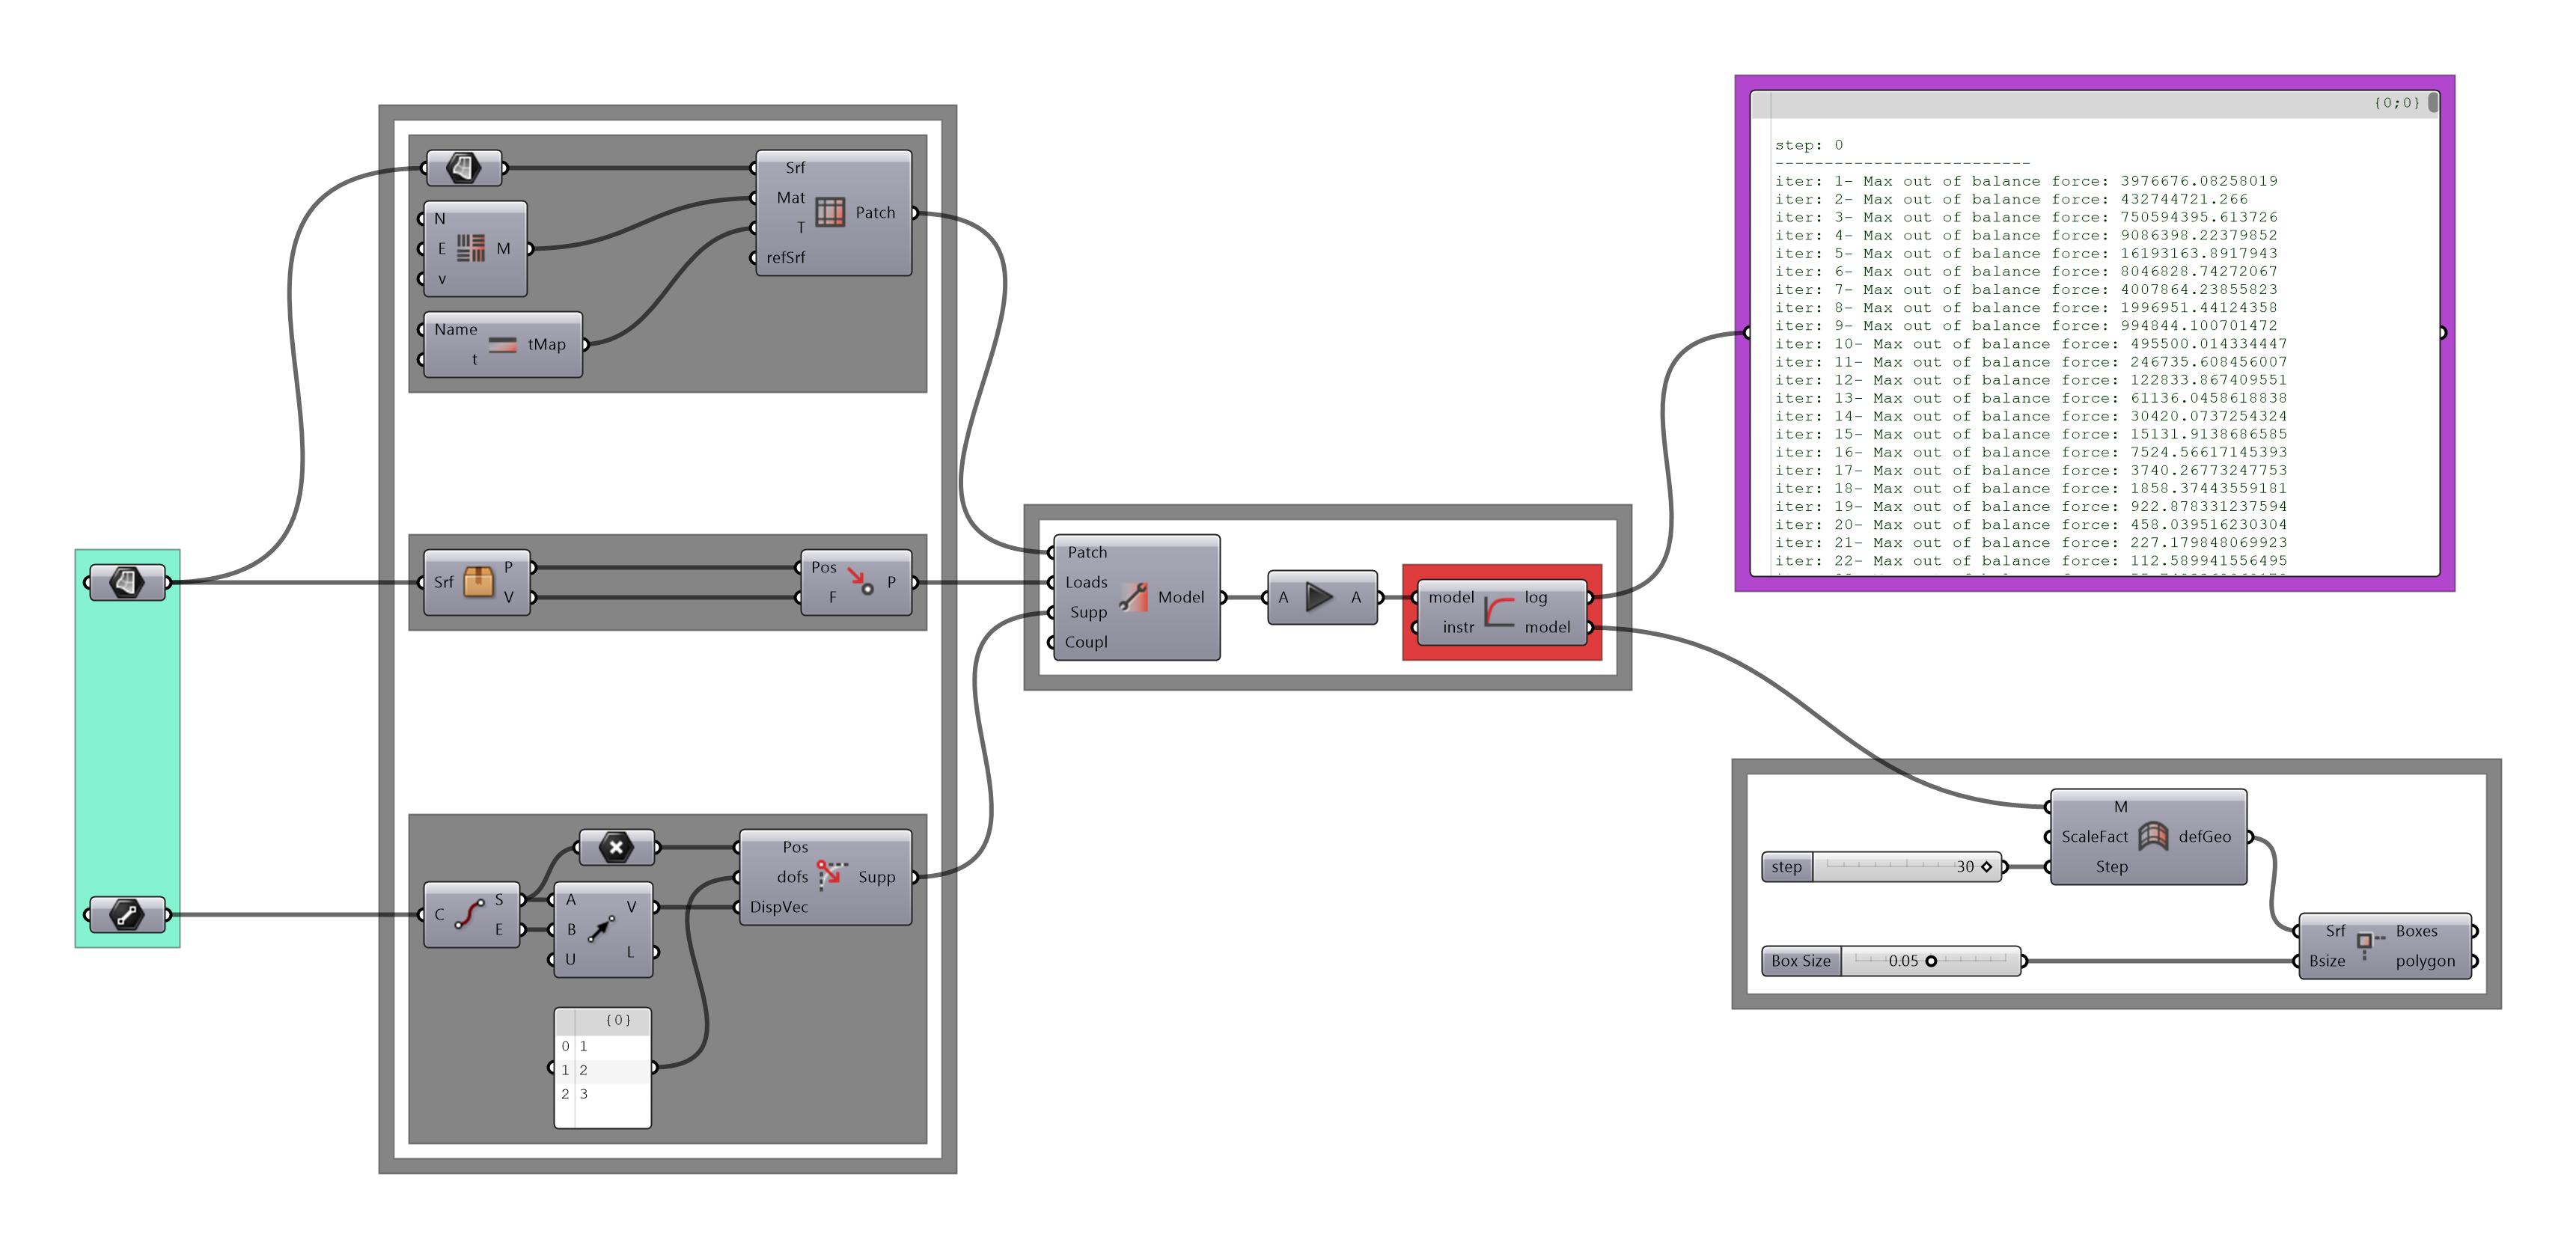 Srf
Mat
T
refSrf
Patch
N
E
v
M
Name
t
tMap
Srf
P
V
Pos
F
P
C
S
E
A
B
U
V
L
Pos
dofs
DispVec
Supp
{0}
0 1
1 2
2 3
Patch
Loads
Supp
Coupl
Model
A
A
model
instr
log
model
{0;0}
step: 0
--------------------------
iter: 1- Max out of balance force: 3976676.08258019
iter: 2- Max out of balance force: 432744721.266
iter: 3- Max out of balance force: 750594395.613726
iter: 4- Max out of balance force: 9086398.22379852
iter: 5- Max out of balance force: 16193163.8917943
iter: 6- Max out of balance force: 8046828.74272067
iter: 7- Max out of balance force: 4007864.23855823
iter: 8- Max out of balance force: 1996951.44124358
iter: 9- Max out of balance force: 994844.100701472
iter: 10- Max out of balance force: 495500.014334447
iter: 11- Max out of balance force: 246735.608456007
iter: 12- Max out of balance force: 122833.867409551
iter: 13- Max out of balance force: 61136.0458618838
iter: 14- Max out of balance force: 30420.0737254324
iter: 15- Max out of balance force: 15131.9138686585
iter: 16- Max out of balance force: 7524.56617145393
iter: 17- Max out of balance force: 3740.26773247753
iter: 18- Max out of balance force: 1858.37443559181
iter: 19- Max out of balance force: 922.878331237594
iter: 20- Max out of balance force: 458.039516230304
iter: 21- Max out of balance force: 227.179848069923
iter: 22- Max out of balance force: 112.589941556495
M
ScaleFact
Step
defGeo
step 30
Box Size 0.05
Srf
Bsize
Boxes
polygon